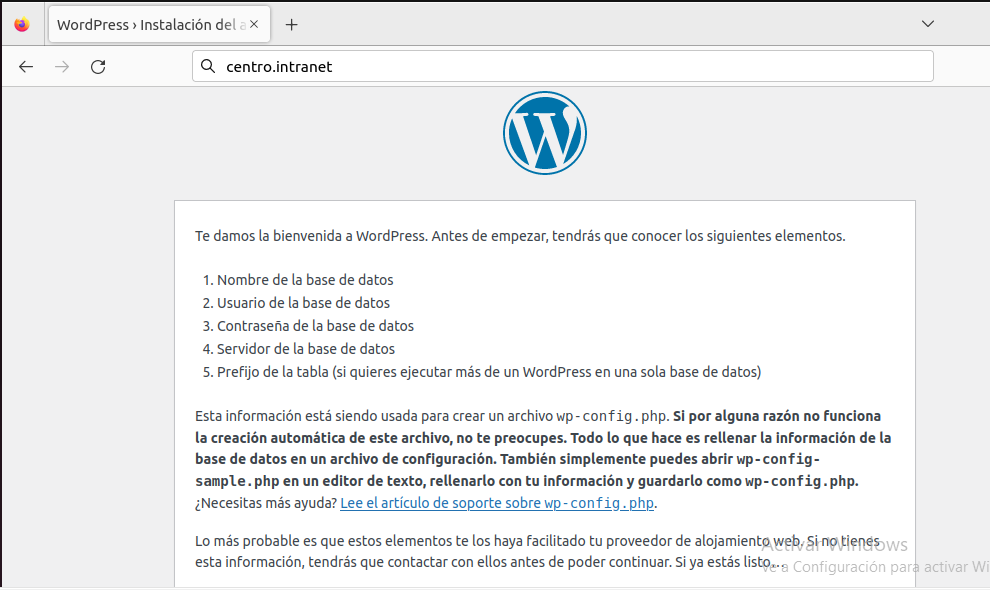 WordPress › Instalación del a
centro.intranet
Te damos la bienvenida a WordPress. Antes de empezar, tendrás que conocer los siguientes elementos.
1. Nombre de la base de datos
2. Usuario de la base de datos
3. Contraseña de la base de datos
4. Servidor de la base de datos
5. Prefijo de la tabla (si quieres ejecutar más de un WordPress en una sola base de datos)
Esta información está siendo usada para crear un archivo wp-config.php. Si por alguna razón no funciona
la creación automática de este archivo, no te preocupes. Todo lo que hace es rellenar la información de la
base de datos en un archivo de configuración. También simplemente puedes abrir wp-config-
sample.php en un editor de texto, rellenarlo con tu información y guardarlo como wp-config.php.
¿Necesitas más ayuda? Lee el artículo de soporte sobre wp-config.php.
Lo más probable es que estos elementos te los haya facilitado tu proveedor de alojamiento web. Si no tienes
esta información, tendrás que contactar con ellos antes de poder continuar. Si ya estás listo...
Activar Windows
Ve a Configuración para activar Wi